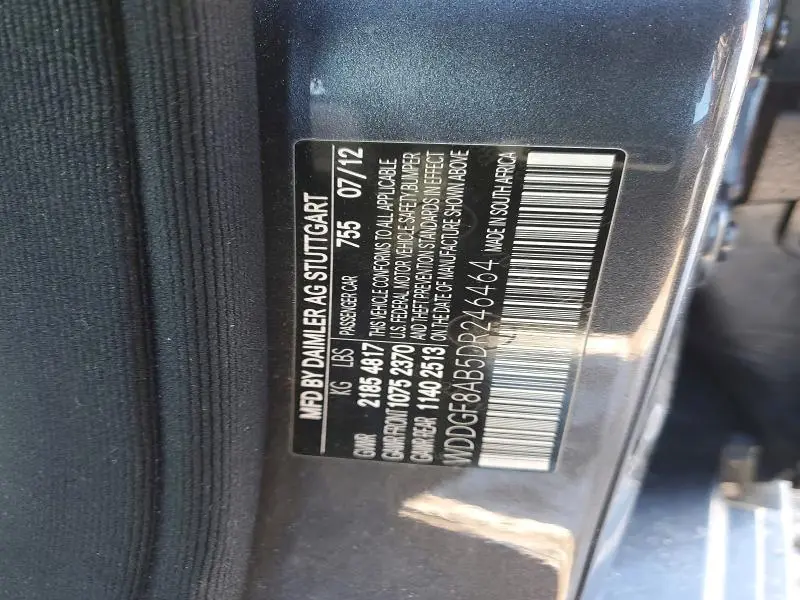 MFD BY DAIMLER AG STUTTGART
KG LBS PASSENGER CAR 755 07/12
GVWR 2185 4817 THIS VEHICLE CONFORMS TO ALL APPLICABLE
GAWR FRONT 1075 2370 U.S. FEDERAL MOTOR VEHICLE SAFETY, BUMPER
GAWR REAR 1140 2513 AND THEFT PREVENTION STANDARDS IN EFFECT
ON THE DATE OF MANUFACTURE SHOWN ABOVE
WDDGF8AB5DR246464 MADE IN SOUTH AFRICA